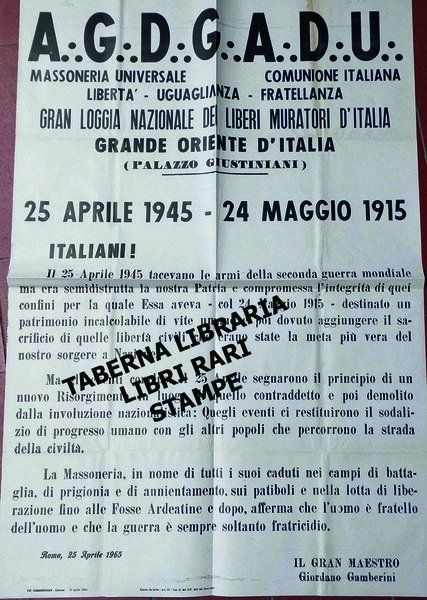 A∴G∴D∴G∴A∴D∴U∴
MASSONERIA UNIVERSALE COMUNIONE ITALIANA
LIBERTA' - UGUAGLIANZA - FRATELLANZA
GRAN LOGGIA NAZIONALE DEI LIBERI MURATORI D'ITALIA
GRANDE ORIENTE D'ITALIA
(PALAZZO GIUSTINIANI)
25 APRILE 1945 - 24 MAGGIO 1915
ITALIANI!
Il 25 Aprile 1945 tacevano le armi della seconda guerra mondiale
ma era semidistrutta la nostra Patria e compromessa l'integrità di quei
confini per la quale Essa aveva - col 24 Maggio 1915 - destinato un
patrimonio incalcolabile di vite poi dovuto aggiungere il sa-
crificio di quelle libertà civili erano state la meta più vera del
nostro sorgere a
25 segnarono il principio di un
nuovo Risorgimento quello contraddetto e poi demolito
dalla involuzione Quegli eventi ci restituirono il sodali-
zio di progresso umano con gli altri popoli che percorrono la strada
della civiltà.
La Massoneria, in nome di tutti i suoi caduti nei campi di batta-
glia, di prigionia e di annientamento, sui patiboli e nella lotta di libe-
razione fino alle Fosse Ardeatine e dopo, afferma che l'uomo è fratello
dell'uomo e che la guerra è sempre soltanto fratricidio.
Roma, 25 Aprile 1965
IL GRAN MAESTRO
Giordano Gamberini
TABERNA LIBRARIA
LIBRI RARI
STAMPE